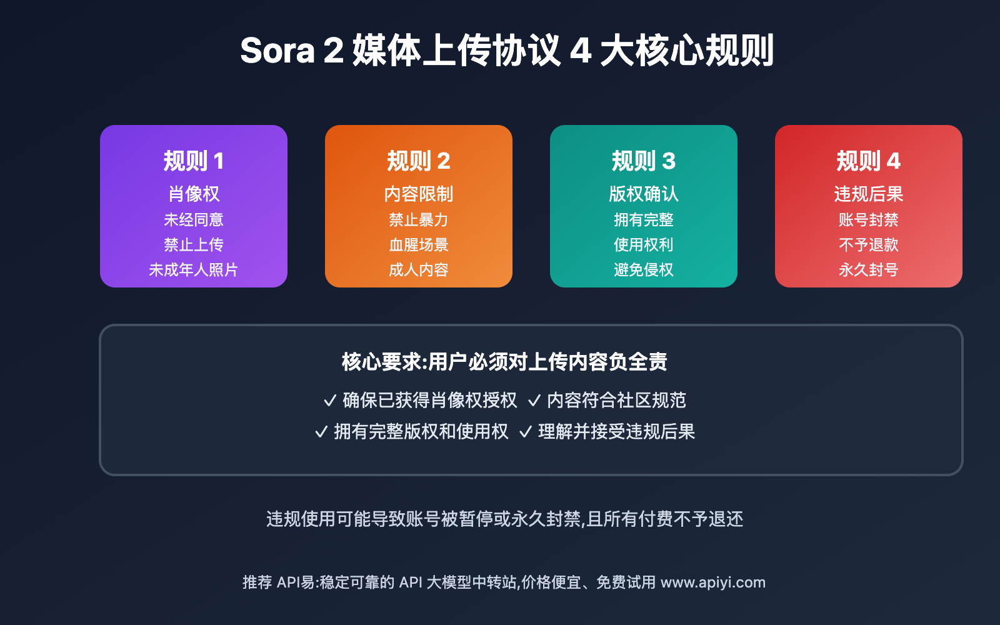 Sora 2 媒体上传协议 4 大核心规则
规则 1
肖像权
未经同意
禁止上传
未成年人照片
规则 2
内容限制
禁止暴力
血腥场景
成人内容
规则 3
版权确认
拥有完整
使用权利
避免侵权
规则 4
违规后果
账号封禁
不予退款
永久封号
核心要求:用户必须对上传内容负全责
✓ 确保已获得肖像权授权 ✓ 内容符合社区规范
✓ 拥有完整版权和使用权 ✓ 理解并接受违规后果
违规使用可能导致账号被暂停或永久封禁,且所有付费不予退还
推荐 API易:稳定可靠的 API 大模型中转站,价格便宜、免费试用 www.apiyi.com